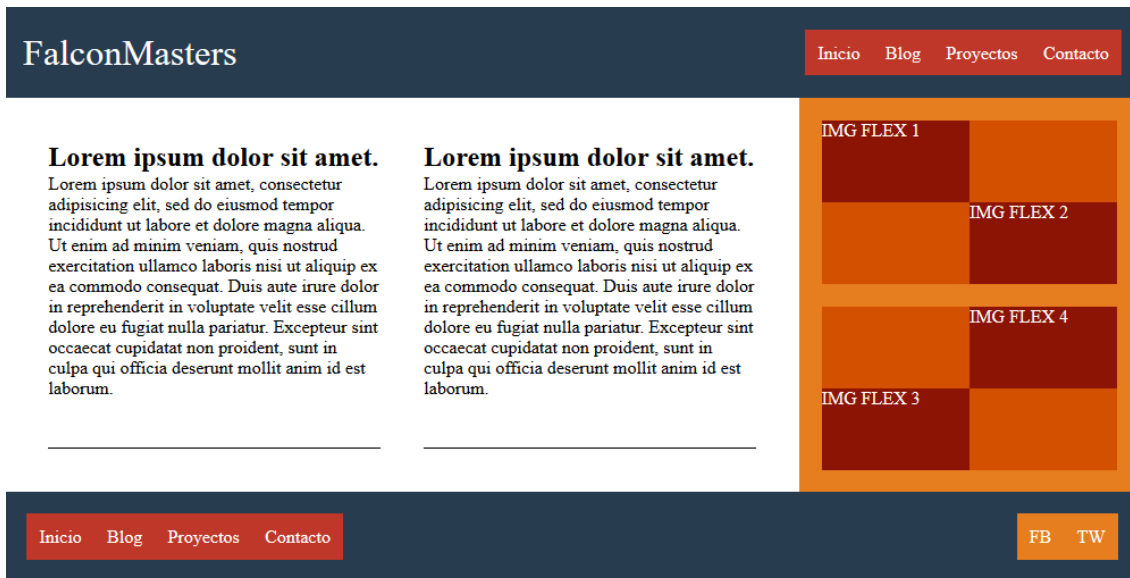 FalconMasters
Inicio Blog Proyectos Contacto
Lorem ipsum dolor sit amet.
Lorem ipsum dolor sit amet, consectetur
adipisicing elit, sed do eiusmod tempor
incididunt ut labore et dolore magna aliqua.
Ut enim ad minim veniam, quis nostrud
exercitation ullamco laboris nisi ut aliquip ex
ea commodo consequat. Duis aute irure dolor
in reprehenderit in voluptate velit esse cillum
dolore eu fugiat nulla pariatur. Excepteur sint
occaecat cupidatat non proident, sunt in
culpa qui officia deserunt mollit anim id est
laborum.
Lorem ipsum dolor sit amet.
Lorem ipsum dolor sit amet, consectetur
adipisicing elit, sed do eiusmod tempor
incididunt ut labore et dolore magna aliqua.
Ut enim ad minim veniam, quis nostrud
exercitation ullamco laboris nisi ut aliquip ex
ea commodo consequat. Duis aute irure dolor
in reprehenderit in voluptate velit esse cillum
dolore eu fugiat nulla pariatur. Excepteur sint
occaecat cupidatat non proident, sunt in
culpa qui officia deserunt mollit anim id est
laborum.
IMG FLEX 1
IMG FLEX 2
IMG FLEX 4
IMG FLEX 3
Inicio Blog Proyectos Contacto
FB TW